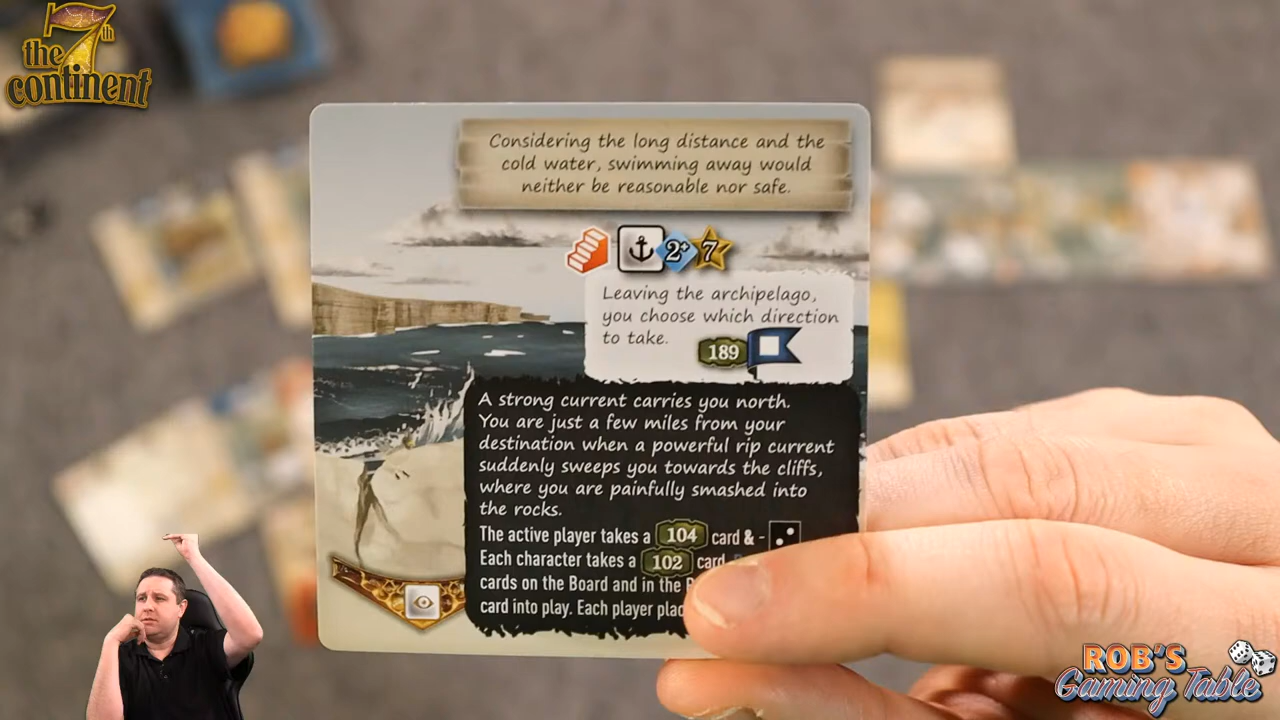 the 7th continent
Considering the long distance and the
cold water, swimming away would
neither be reasonable nor safe.
2+ 7
Leaving the archipelago,
you choose which direction
to take.
189
A strong current carries you north.
You are just a few miles from your
destination when a powerful rip current
suddenly sweeps you towards the cliffs,
where you are painfully smashed into
the rocks.
The active player takes a 104 card & -
Each character takes a 102 card
cards on the Board and in the
card into play. Each player
ROB'S
Gaming Table